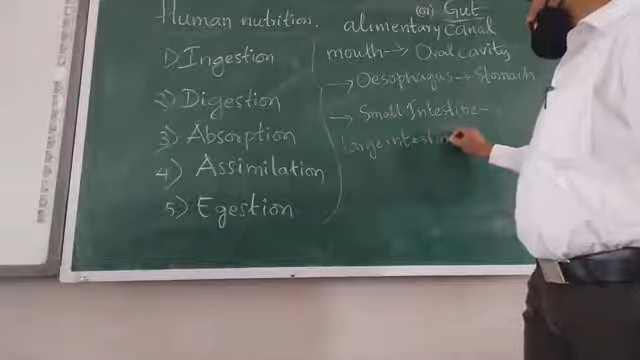 Human nutrition.
1) Ingestion
2) Digestion
3) Absorption
4) Assimilation
5) Egestion
(or) Gut
alimentary canal
mouth → Oral cavity
→ Oesophagus → Stomach
→ Small Intestine -
large intestin